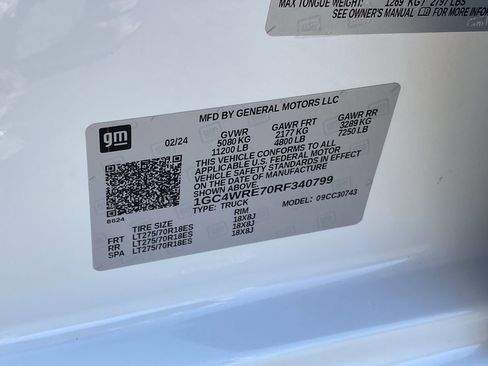 MAX TONGUE WEIGHT: 1269 KG / 2797 LBS
SEE OWNER'S MANUAL FOR MORE INFOR
MFD BY GENERAL MOTORS LLC
gm
02/24 GVWR GAWR FRT GAWR RR
5080 KG 2177 KG 3289 KG
11200 LB 4800 LB 7250 LB
THIS VEHICLE CONFORMS TO ALL
APPLICABLE U.S. FEDERAL MOTOR
VEHICLE SAFETY STANDARDS IN EFFECT
ON THE DATE OF MANUFACTURE
SHOWN ABOVE.
1GC4WRE70RF340799
TYPE: TRUCK MODEL: 09CC30743
8624
TIRE SIZE RIM
FRT LT275/70R18ES 18X8J
RR LT275/70R18ES 18X8J
SPA LT275/70R18ES 18X8J